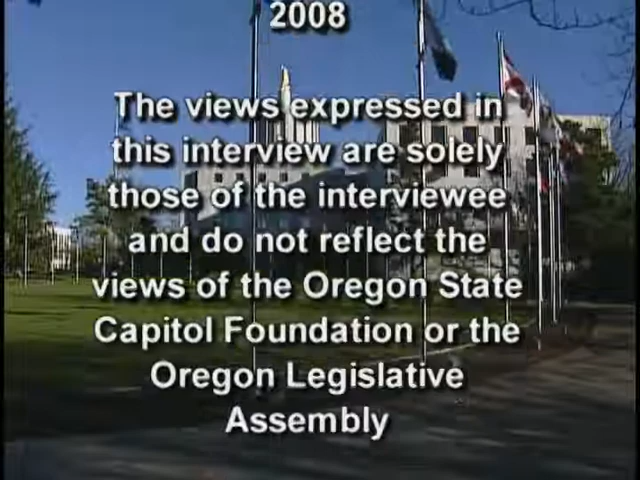 2008
The views expressed in
this interview are solely
those of the interviewee
and do not reflect the
views of the Oregon State
Capitol Foundation or the
Oregon Legislative
Assembly